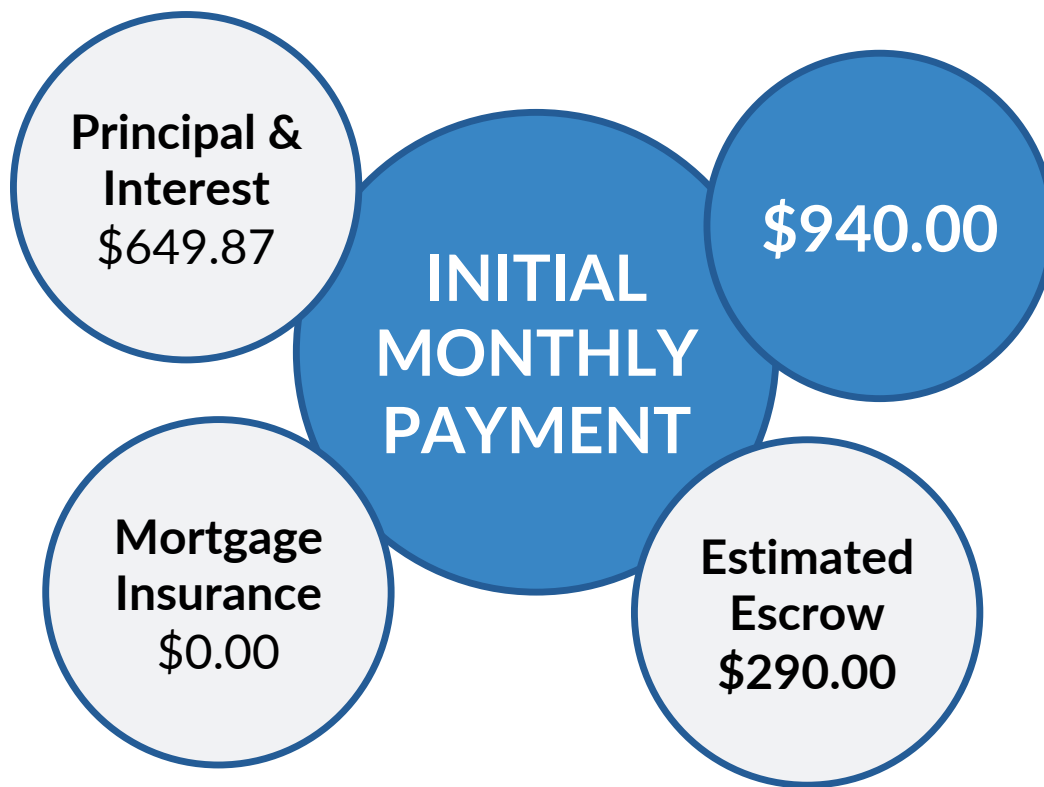 Principal &
Interest
$649.87
INITIAL
MONTHLY
PAYMENT
$940.00
Mortgage
Insurance
$0.00
Estimated
Escrow
$290.00